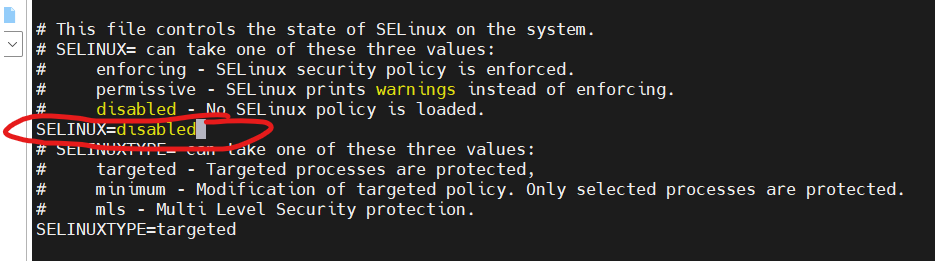 # This file controls the state of SELinux on the system.
# SELINUX= can take one of these three values:
#     enforcing - SELinux security policy is enforced.
#     permissive - SELinux prints warnings instead of enforcing.
#     disabled - No SELinux policy is loaded.
SELINUX=disabled
# SELINUXTYPE= can take one of these three values:
#     targeted - Targeted processes are protected,
#     minimum - Modification of targeted policy. Only selected processes are protected.
#     mls - Multi Level Security protection.
SELINUXTYPE=targeted